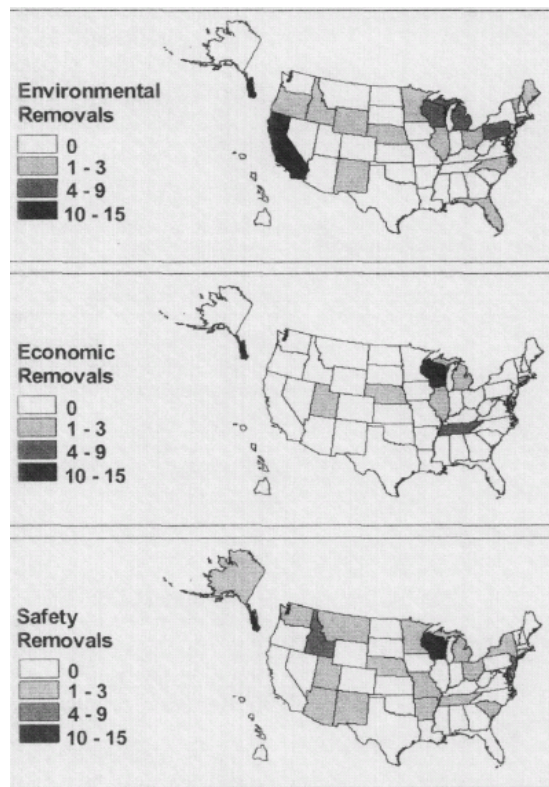 Environmental
Removals
0
1 - 3
4 - 9
10 - 15
Economic
Removals
0
1 - 3
4 - 9
10 - 15
Safety
Removals
0
1 - 3
4 - 9
10 - 15